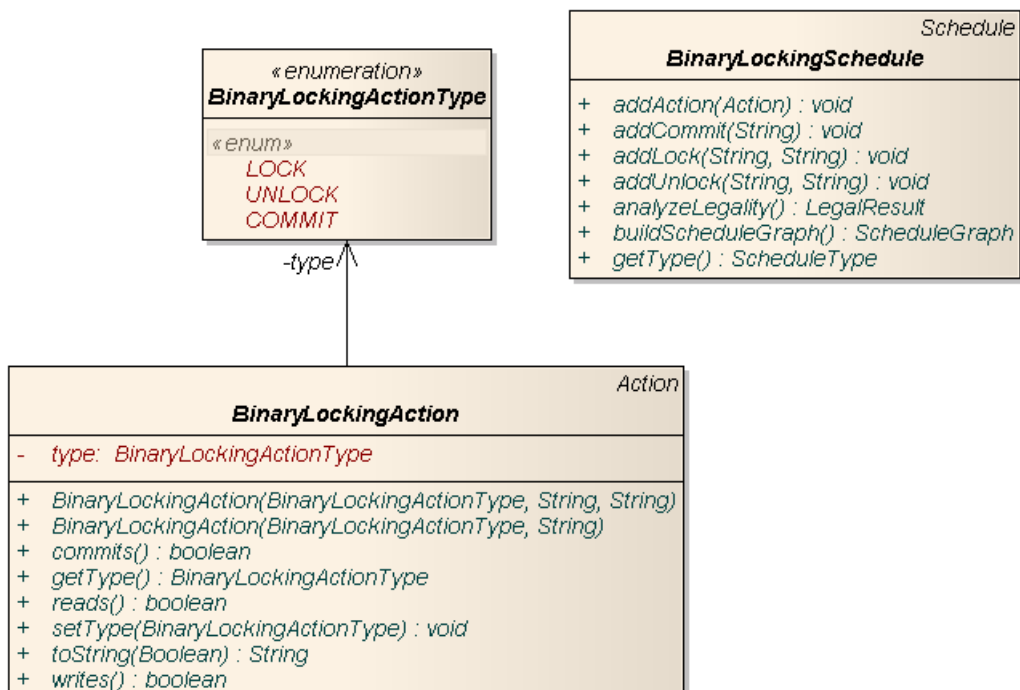 «enumeration»
BinaryLockingActionType
«enum»
LOCK
UNLOCK
COMMIT
-type
Schedule
BinaryLockingSchedule
+ addAction(Action) : void
+ addCommit(String) : void
+ addLock(String, String) : void
+ addUnlock(String, String) : void
+ analyzeLegality() : LegalResult
+ buildScheduleGraph() : ScheduleGraph
+ getType() : ScheduleType
Action
BinaryLockingAction
- type: BinaryLockingActionType
+ BinaryLockingAction(BinaryLockingActionType, String, String)
+ BinaryLockingAction(BinaryLockingActionType, String)
+ commits() : boolean
+ getType() : BinaryLockingActionType
+ reads() : boolean
+ setType(BinaryLockingActionType) : void
+ toString(Boolean) : String
+ writes() : boolean